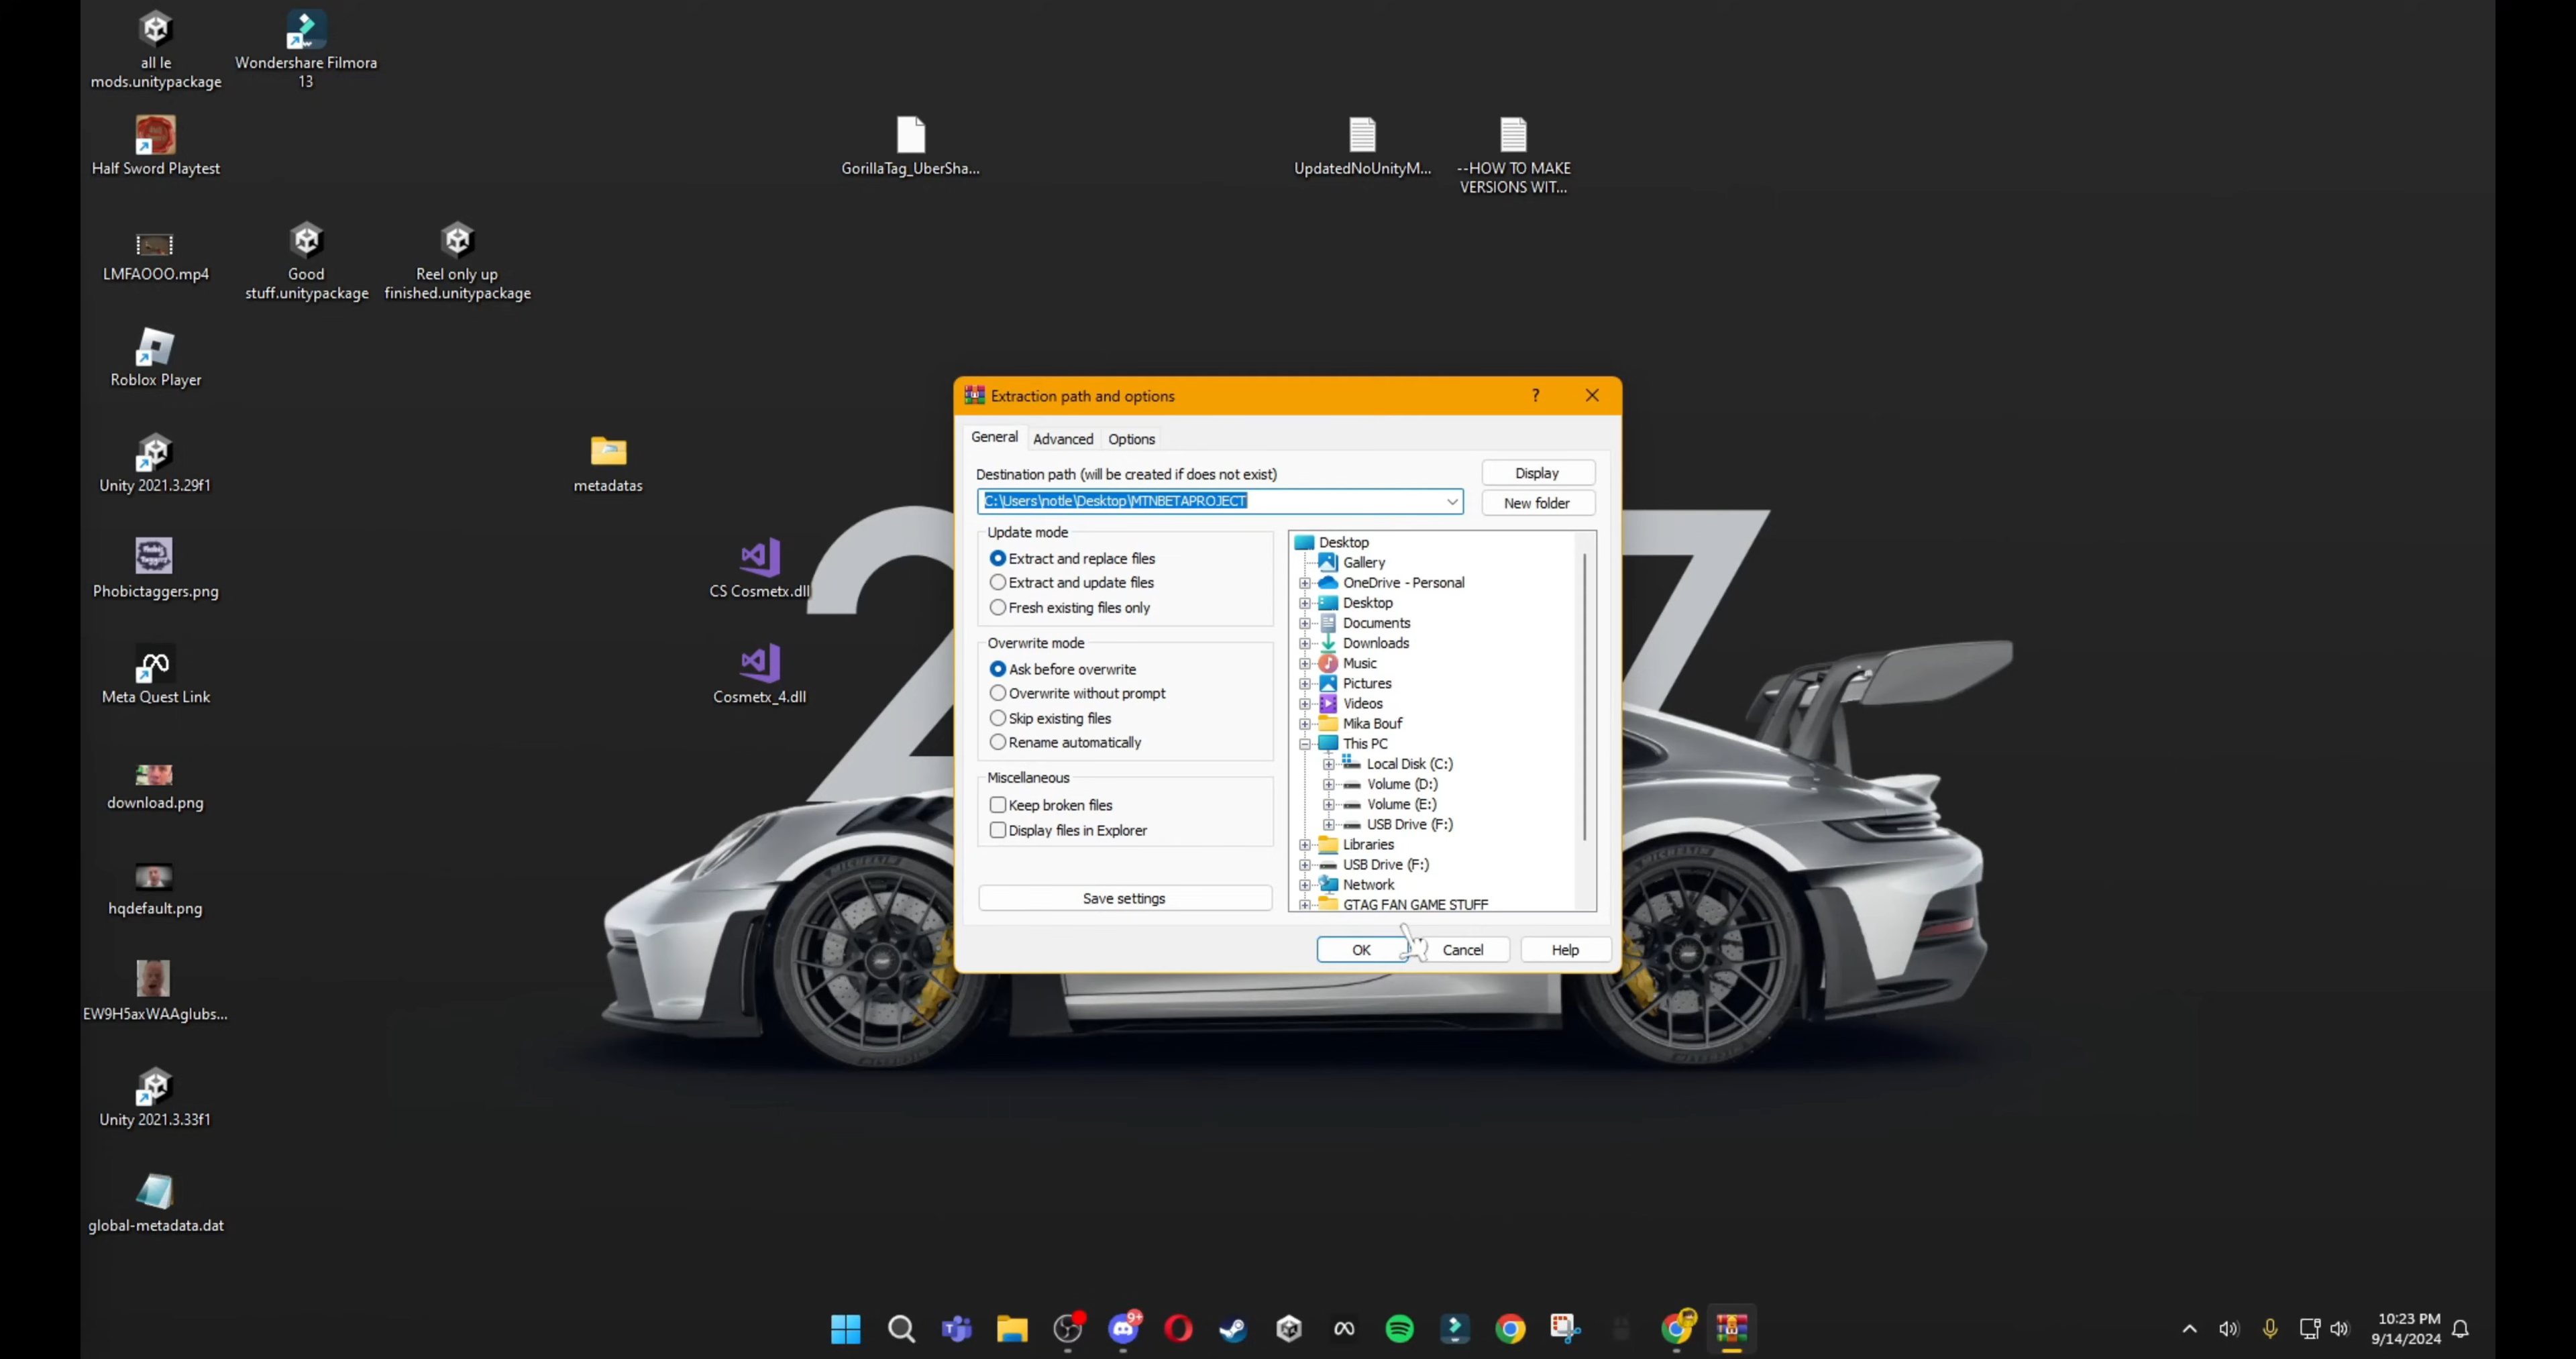 all le
mods.unitypackage
Wondershare Filmora
13
Half Sword Playtest
GorillaTag_UberSha...
UpdatedNoUnityM...
--HOW TO MAKE
VERSIONS WIT...
LMFAOOO.mp4
Good
stuff.unitypackage
Reel only up
finished.unitypackage
Roblox Player
Unity 2021.3.29f1
metadatas
Phobictaggers.png
CS Cosmetx.dll
Meta Quest Link
Cosmetx_4.dll
download.png
hqdefault.png
EW9H5axWAAglubs...
Unity 2021.3.33f1
global-metadata.dat
2
7
Extraction path and options
?
General
Advanced
Options
Destination path (will be created if does not exist)
C:\Users\notle\Desktop\MTNBETAPROJECT
Display
New folder
Update mode
Extract and replace files
Extract and update files
Fresh existing files only
Overwrite mode
Ask before overwrite
Overwrite without prompt
Skip existing files
Rename automatically
Miscellaneous
Keep broken files
Display files in Explorer
Save settings
Desktop
Gallery
OneDrive - Personal
Desktop
Documents
Downloads
Music
Pictures
Videos
Mika Bouf
This PC
Local Disk (C:)
Volume (D:)
Volume (E:)
USB Drive (F:)
Libraries
USB Drive (F:)
Network
GTAG FAN GAME STUFF
OK
Cancel
Help
9+
10:23 PM
9/14/2024